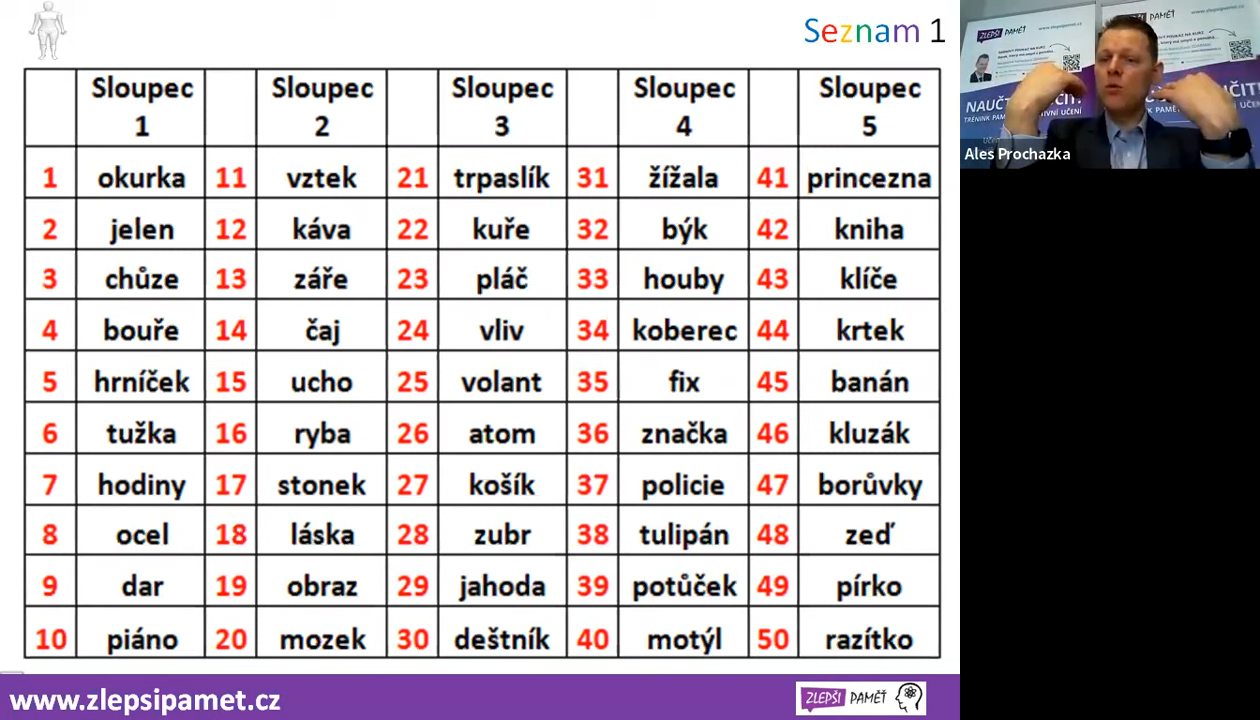 Seznam 1
Sloupec 1 Sloupec 2 Sloupec 3 Sloupec 4 Sloupec 5
1 okurka 11 vztek 21 trpaslík 31 žížala 41 princezna
2 jelen 12 káva 22 kuře 32 býk 42 kniha
3 chůze 13 záře 23 pláč 33 houby 43 klíče
4 bouře 14 čaj 24 vliv 34 koberec 44 krtek
5 hrníček 15 ucho 25 volant 35 fix 45 banán
6 tužka 16 ryba 26 atom 36 značka 46 kluzák
7 hodiny 17 stonek 27 košík 37 policie 47 borůvky
8 ocel 18 láska 28 zubr 38 tulipán 48 zeď
9 dar 19 obraz 29 jahoda 39 potůček 49 pírko
10 piáno 20 mozek 30 deštník 40 motýl 50 razítko
www.zlepsipamet.cz
ZLEPŠI PAMĚŤ
ZLEPŠI PAMĚŤ
www.zlepsipamet.cz
PAMĚŤ
Ales Prochazka